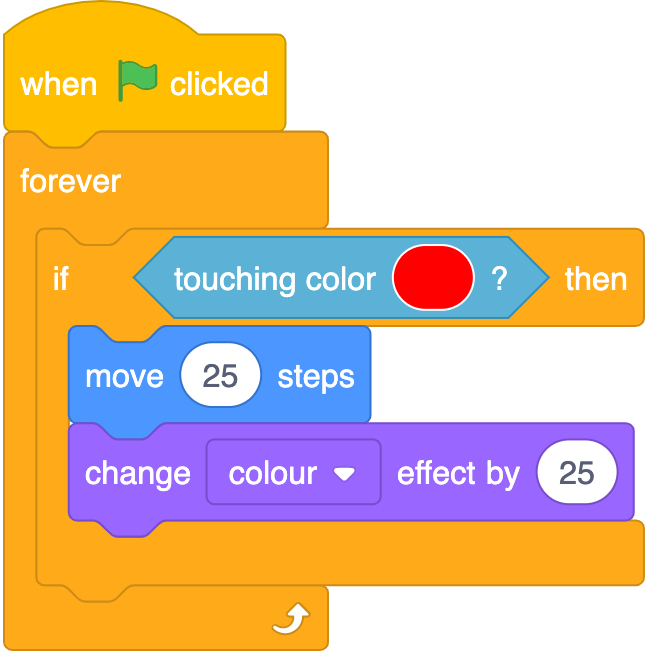 when clicked
forever
if touching color ? then
move 25 steps
change colour effect by 25